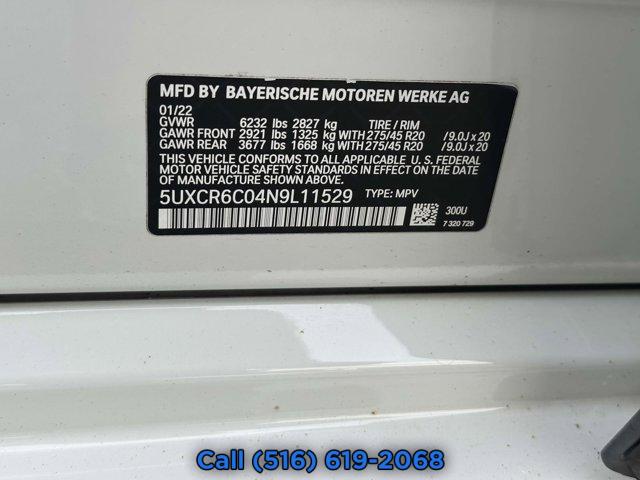 MFD BY BAYERISCHE MOTOREN WERKE AG
01/22
GVWR 6232 lbs 2827 kg TIRE / RIM
GAWR FRONT 2921 lbs 1325 kg WITH 275/45 R20 / 9.0J x 20
GAWR REAR 3677 lbs 1668 kg WITH 275/45 R20 / 9.0J x 20
THIS VEHICLE CONFORMS TO ALL APPLICABLE U. S. FEDERAL
MOTOR VEHICLE SAFETY STANDARDS IN EFFECT ON THE
DATE OF MANUFACTURE SHOWN ABOVE.
5UXCR6C04N9L11529 TYPE: MPV
300U
7 320 729
Call (516) 619-2068